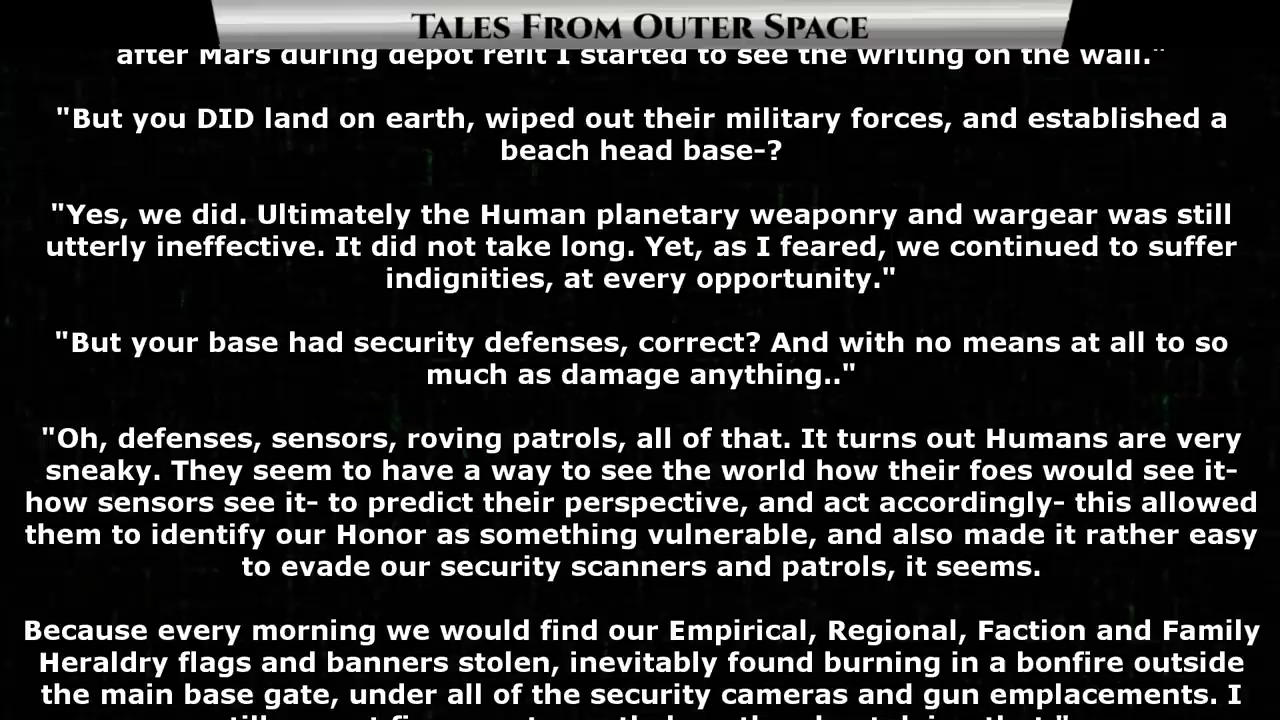 Tales From Outer Space
after Mars during depot refit I started to see the writing on the wall."
"But you DID land on earth, wiped out their military forces, and established a
beach head base-?
"Yes, we did. Ultimately the Human planetary weaponry and wargear was still
utterly ineffective. It did not take long. Yet, as I feared, we continued to suffer
indignities, at every opportunity."
"But your base had security defenses, correct? And with no means at all to so
much as damage anything.."
"Oh, defenses, sensors, roving patrols, all of that. It turns out Humans are very
sneaky. They seem to have a way to see the world how their foes would see it-
how sensors see it- to predict their perspective, and act accordingly- this allowed
them to identify our Honor as something vulnerable, and also made it rather easy
to evade our security scanners and patrols, it seems.
Because every morning we would find our Empirical, Regional, Faction and Family
Heraldry flags and banners stolen, inevitably found burning in a bonfire outside
the main base gate, under all of the security cameras and gun emplacements. I